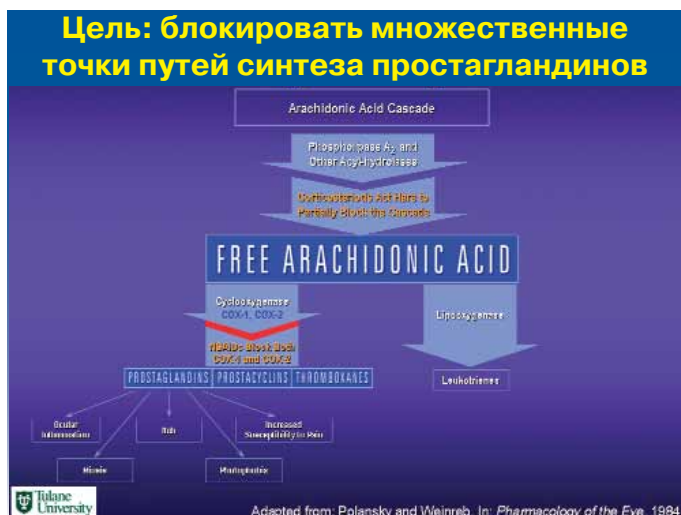 Цель: блокировать множественные
точки путей синтеза простагландинов
Arachidonic Acid Cascade
Phospholipase A2 and
Other Acyl-hydrolases
Corticosteroids Act Here to
Partially Block the Cascade
FREE ARACHIDONIC ACID
Cyclooxygenase
COX-1, COX-2
Lipoxygenase
NSAIDs Block Both
COX-1 and COX-2
PROSTAGLANDINS PROSTACYCLINS THROMBOXANES
Leukotrienes
Ocular
Inflammation
Itch
Increased
Susceptibility to Pain
Miosis
Photophobia
Tulane
University
Adapted from: Polansky and Weinreb. In: Pharmacology of the Eye. 1984